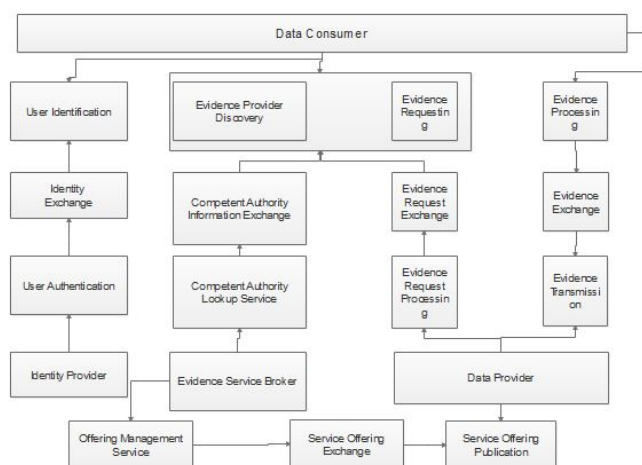 Data Consumer
User Identification
Evidence Provider
Discovery
Evidence
Requestin
g
Evidence
Processin
g
Identity
Exchange
Competent Authority
Information Exchange
Evidence
Request
Exchange
Evidence
Exchange
User Authentication
Competent Authority
Lookup Service
Evidence
Request
Processin
g
Evidence
Transmissi
on
Identity Provider
Evidence Service Broker
Data Provider
Offering Management
Service
Service Offering
Exchange
Service Offering
Publication